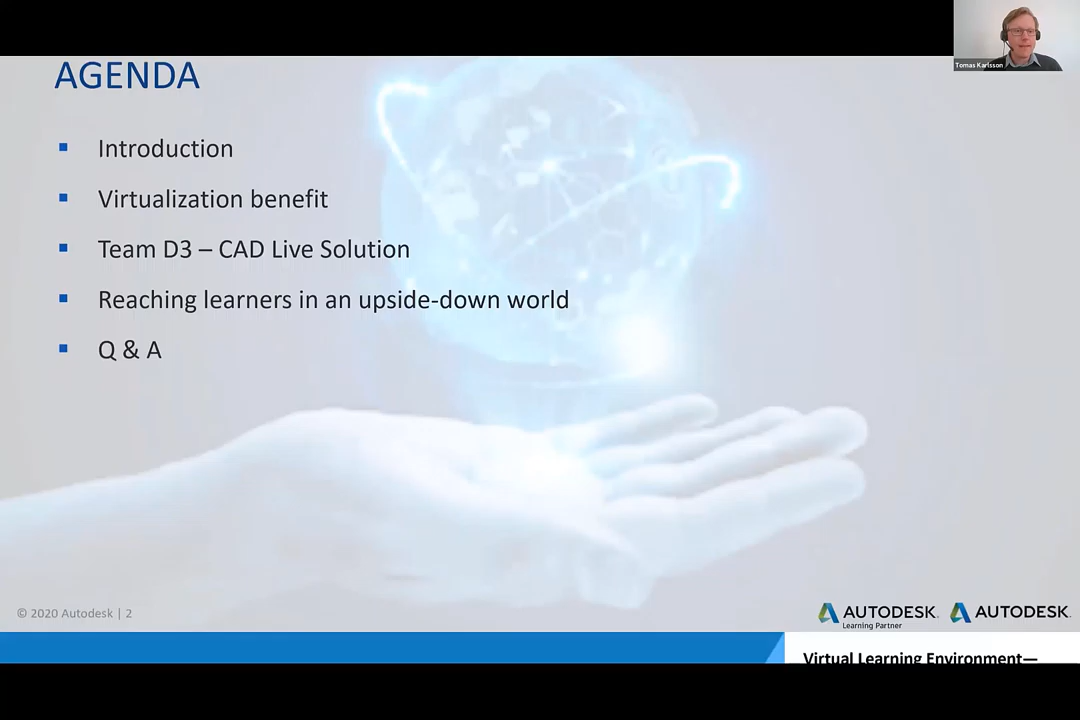 Tomas Karlsson
AGENDA
Introduction
Virtualization benefit
Team D3 – CAD Live Solution
Reaching learners in an upside-down world
Q & A
© 2020 Autodesk | 2
AUTODESK.
Learning Partner
AUTODESK.
Virtual Learning Environment—